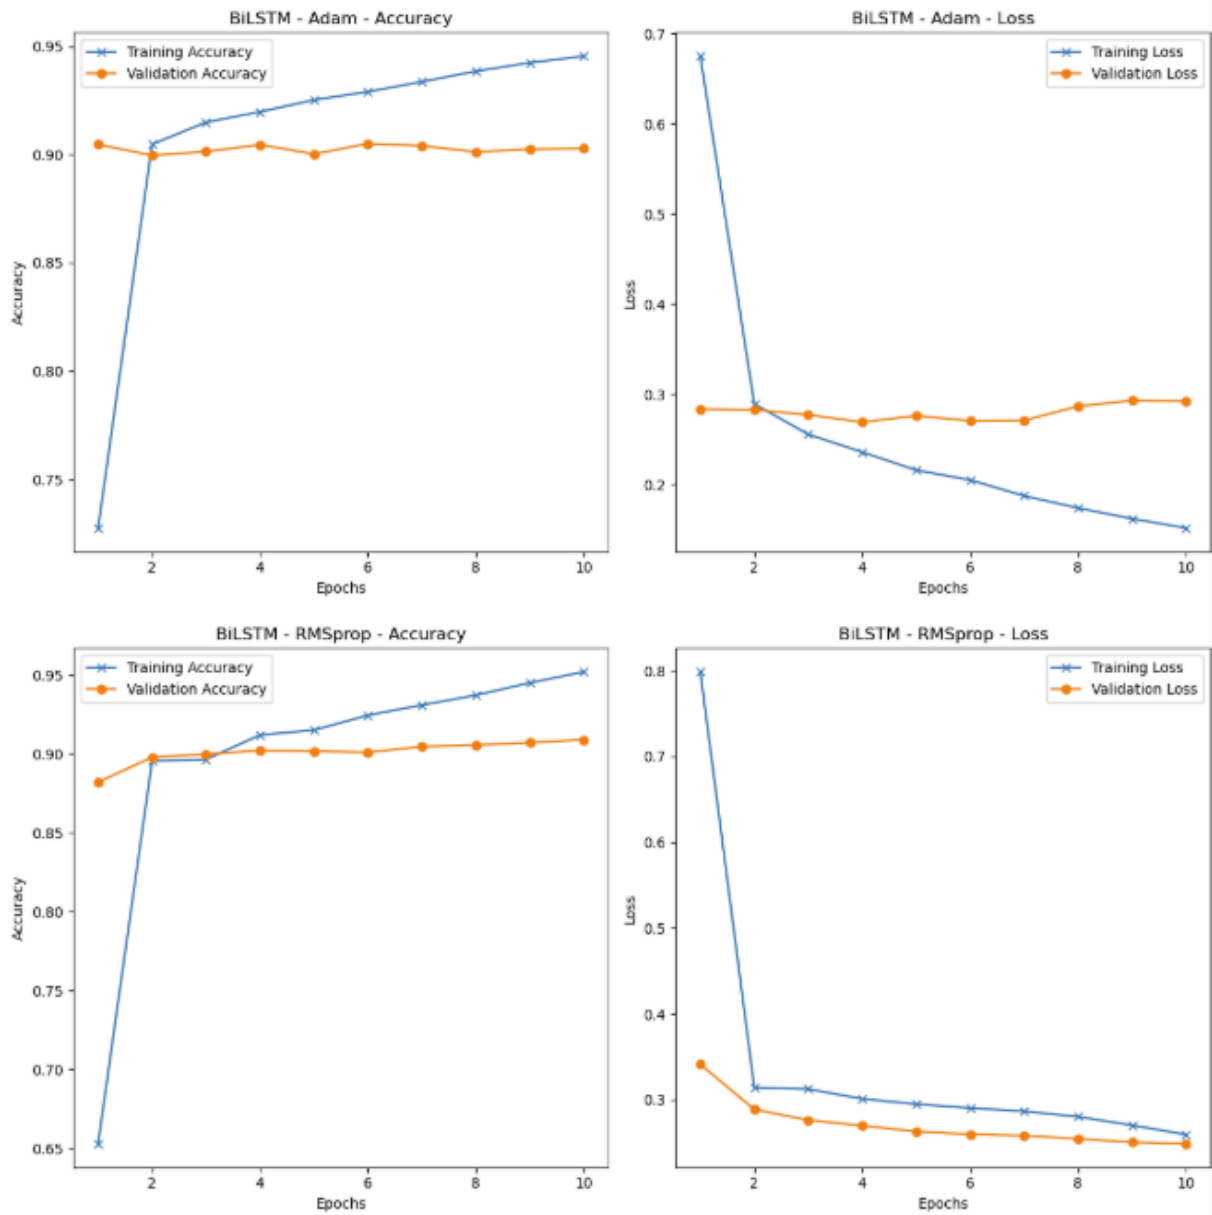 BiLSTM - Adam - Accuracy
Training Accuracy
Validation Accuracy
0.95
0.90
0.85
0.80
0.75
Accuracy
2 4 6 8 10
Epochs
BiLSTM - Adam - Loss
Training Loss
Validation Loss
0.7
0.6
0.5
0.4
0.3
0.2
Loss
2 4 6 8 10
Epochs
BiLSTM - RMSprop - Accuracy
Training Accuracy
Validation Accuracy
0.95
0.90
0.85
0.80
0.75
0.70
0.65
Accuracy
2 4 6 8 10
Epochs
BiLSTM - RMSprop - Loss
Training Loss
Validation Loss
0.8
0.7
0.6
0.5
0.4
0.3
Loss
2 4 6 8 10
Epochs